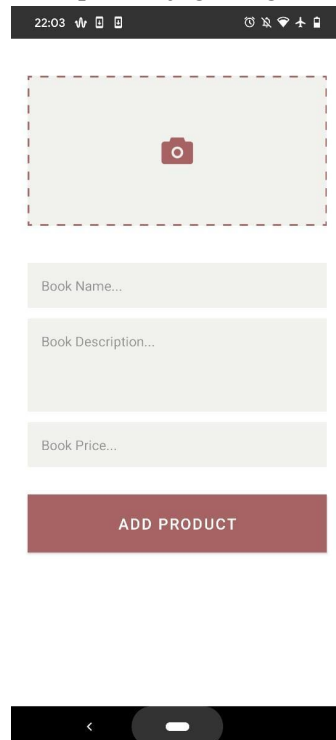 22:03
Book Name...
Book Description...
Book Price...
ADD PRODUCT